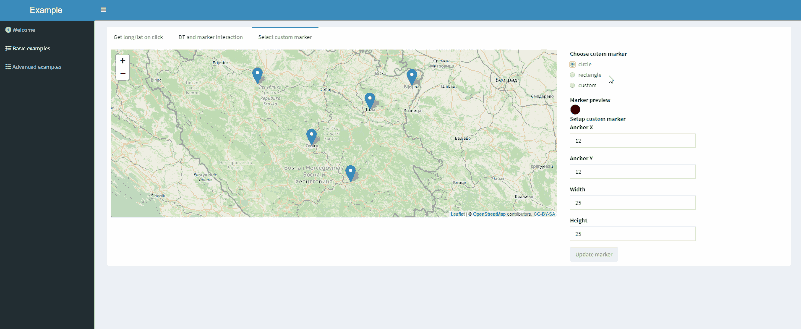 Example
Welcome
Basic examples
Advanced examples
Get long/lat on click
DT and marker interaction
Select custom marker
+
−
Leaflet | © OpenStreetMap contributors, CC-BY-SA
Choose cutom marker
circle
rectangle
custom
Marker preview
Setup custom marker
Anchor X
12
Anchor Y
12
Width
25
Height
25
Update marker